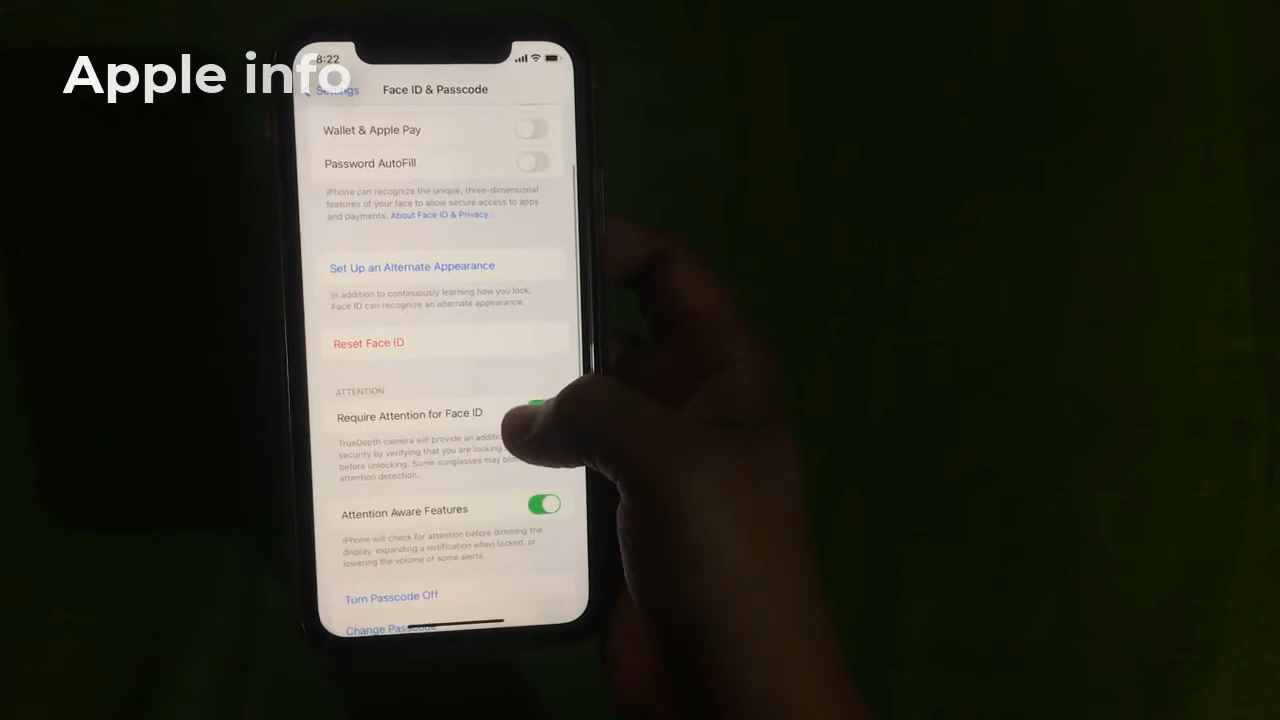 Apple info
8:22
Settings
Face ID & Passcode
Wallet & Apple Pay
Password AutoFill
iPhone can recognize the unique, three-dimensional
features of your face to allow secure access to apps
and payments. About Face ID & Privacy...
Set Up an Alternate Appearance
In addition to continuously learning how you look,
Face ID can recognize an alternate appearance.
Reset Face ID
ATTENTION
Require Attention for Face ID
TrueDepth camera will provide an
security by verifying that you are looking
before unlocking. Some sunglasses may
attention detection.
Attention Aware Features
iPhone will check for attention before dimming the
display, expanding a notification when locked, or
lowering the volume of some alerts.
Turn Passcode Off
Change Passcode